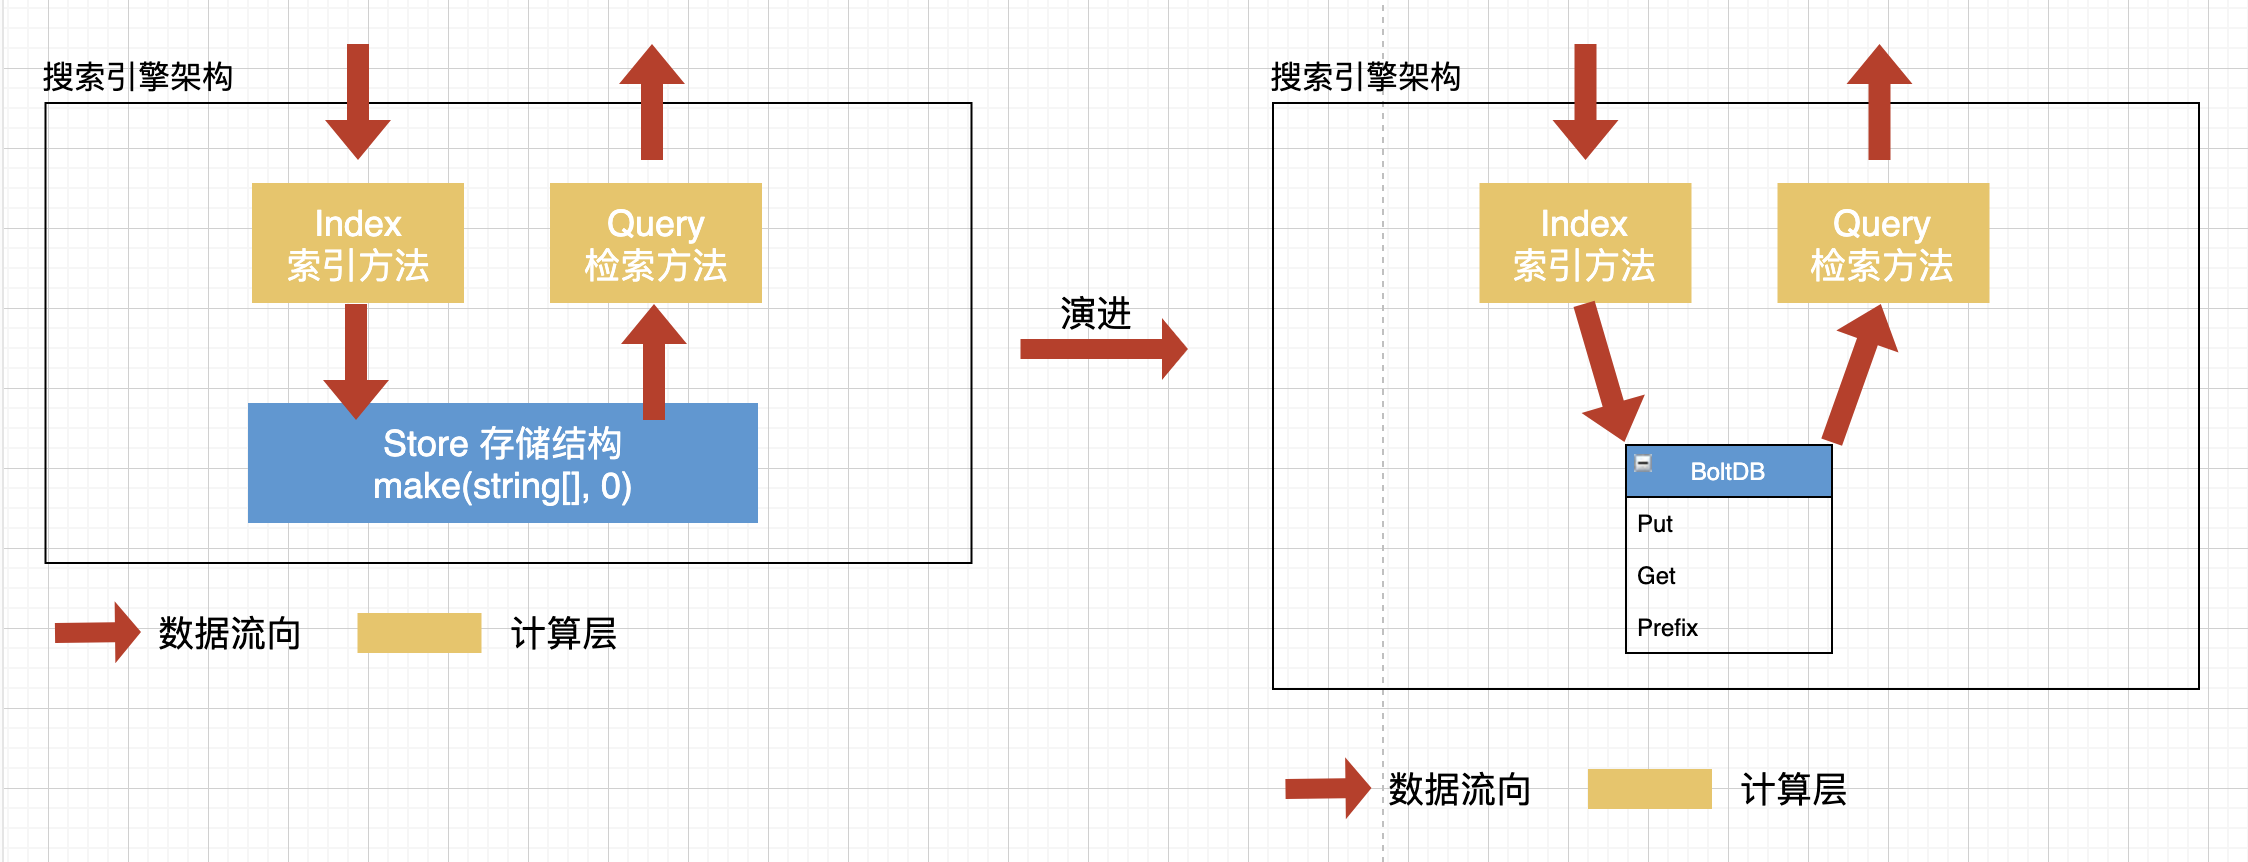 搜索引擎架构
Index
索引方法
Query
检索方法
Store 存储结构
make(string[], 0)
数据流向
计算层
演进
搜索引擎架构
Index
索引方法
Query
检索方法
BoltDB
Put
Get
Prefix
数据流向
计算层